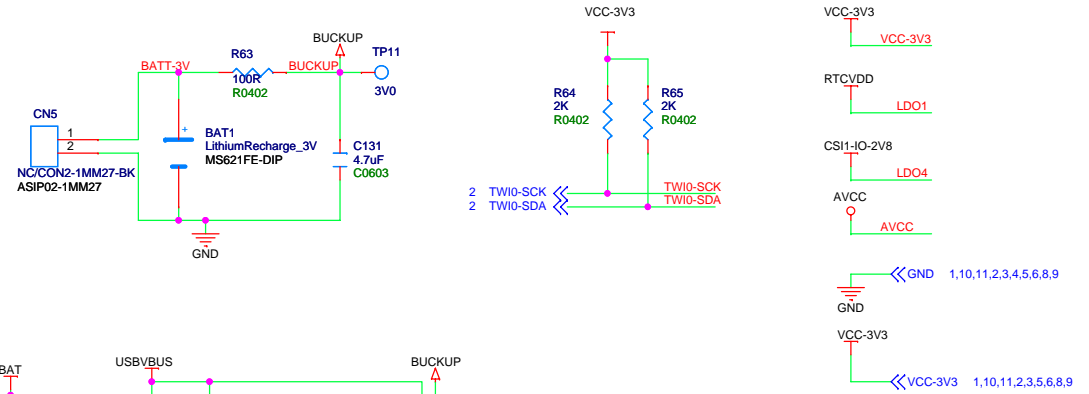 BUCKUP
R63
TP11
BATT-3V
BUCKUP
100R
R0402
3V0
CN5
1
2
+
BAT1
LithiumRecharge_3V
MS621FE-DIP
C131
4.7uF
C0603
NC/CON2-1MM27-BK
ASIP02-1MM27
GND
VCC-3V3
R64
2K
R0402
R65
2K
R0402
2 TWI0-SCK
TWI0-SCK
2 TWI0-SDA
TWI0-SDA
VCC-3V3
VCC-3V3
RTCVDD
LDO1
CSI1-IO-2V8
LDO4
AVCC
AVCC
GND 1,10,11,2,3,4,5,6,8,9
GND
VCC-3V3
VCC-3V3 1,10,11,2,3,5,6,8,9
BAT
USBVBUS
BUCKUP